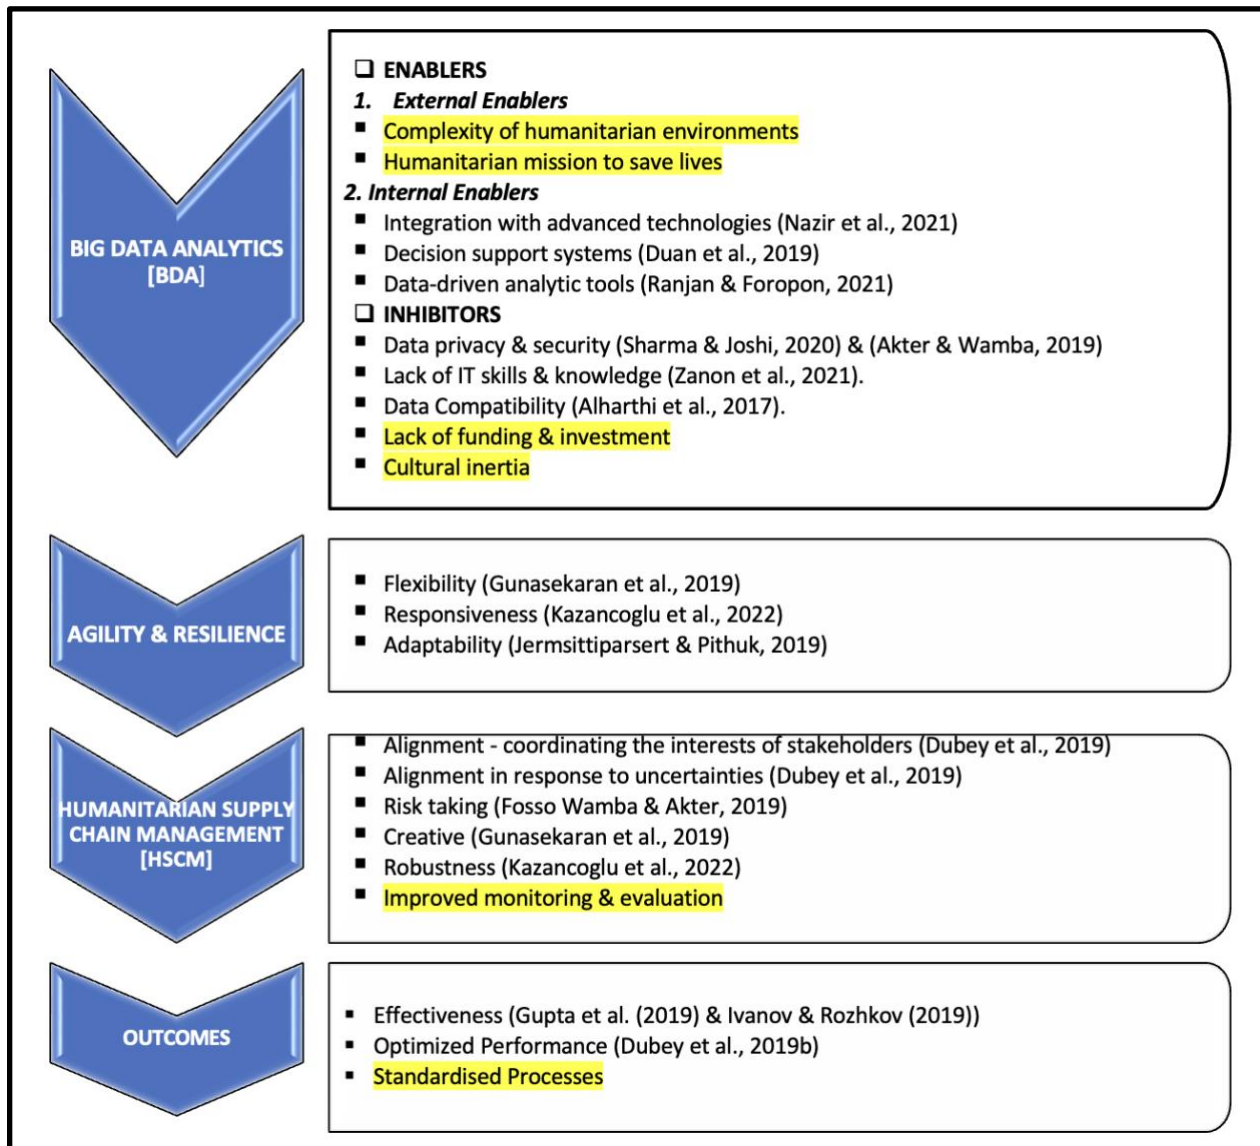 BIG DATA ANALYTICS
[BDA]
❑ ENABLERS
1. External Enablers
▪ Complexity of humanitarian environments
▪ Humanitarian mission to save lives
2. Internal Enablers
▪ Integration with advanced technologies (Nazir et al., 2021)
▪ Decision support systems (Duan et al., 2019)
▪ Data-driven analytic tools (Ranjan & Foropon, 2021)
❑ INHIBITORS
▪ Data privacy & security (Sharma & Joshi, 2020) & (Akter & Wamba, 2019)
▪ Lack of IT skills & knowledge (Zanon et al., 2021).
▪ Data Compatibility (Alharthi et al., 2017).
▪ Lack of funding & investment
▪ Cultural inertia
AGILITY & RESILIENCE
▪ Flexibility (Gunasekaran et al., 2019)
▪ Responsiveness (Kazancoglu et al., 2022)
▪ Adaptability (Jermsittiparsert & Pithuk, 2019)
HUMANITARIAN SUPPLY
CHAIN MANAGEMENT
[HSCM]
▪ Alignment - coordinating the interests of stakeholders (Dubey et al., 2019)
▪ Alignment in response to uncertainties (Dubey et al., 2019)
▪ Risk taking (Fosso Wamba & Akter, 2019)
▪ Creative (Gunasekaran et al., 2019)
▪ Robustness (Kazancoglu et al., 2022)
▪ Improved monitoring & evaluation
OUTCOMES
▪ Effectiveness (Gupta et al. (2019) & Ivanov & Rozhkov (2019))
▪ Optimized Performance (Dubey et al., 2019b)
▪ Standardised Processes